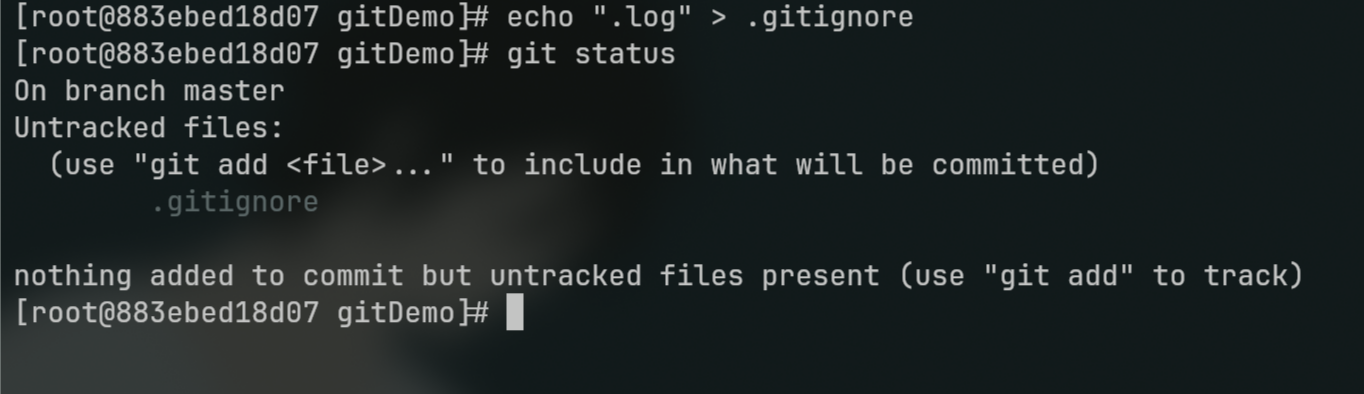 [root@883ebed18d07 gitDemo]# echo ".log" > .gitignore
[root@883ebed18d07 gitDemo]# git status
On branch master
Untracked files:
  (use "git add <file>..." to include in what will be committed)
        .gitignore

nothing added to commit but untracked files present (use "git add" to track)
[root@883ebed18d07 gitDemo]#